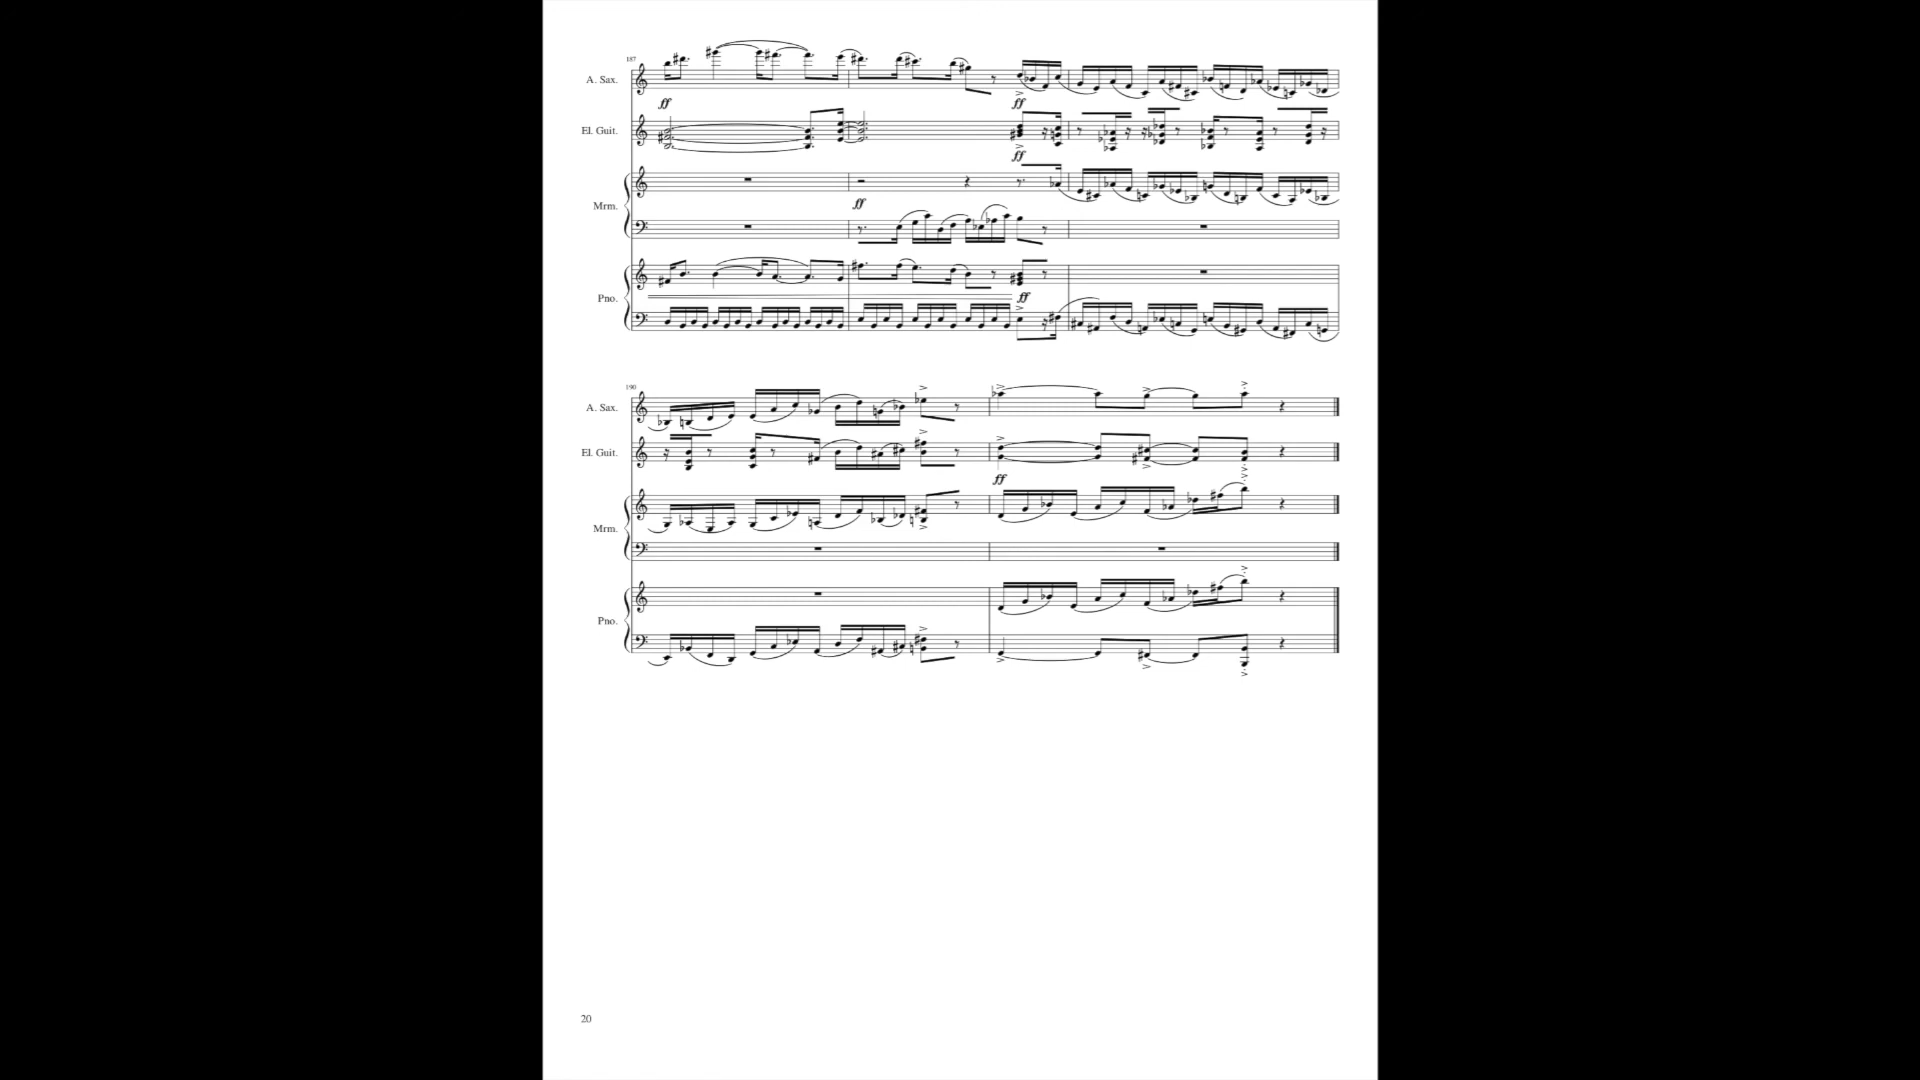 187
A. Sax.
ff
ff
El. Guit.
ff
Mrm.
ff
Pno.
ff
190
A. Sax.
El. Guit.
ff
Mrm.
Pno.
20